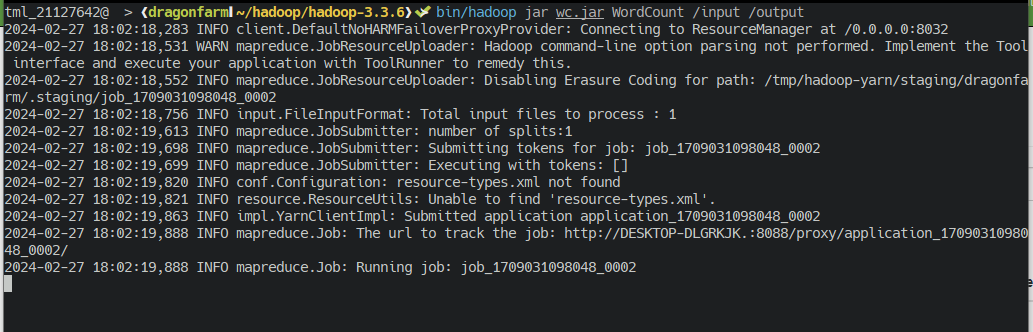 tml_21127642@ > (dragonfarm ~/hadoop/hadoop-3.3.6) bin/hadoop jar wc.jar WordCount /input /output
2024-02-27 18:02:18,283 INFO client.DefaultNoHARMFailoverProxyProvider: Connecting to ResourceManager at /0.0.0.0:8032
2024-02-27 18:02:18,531 WARN mapreduce.JobResourceUploader: Hadoop command-line option parsing not performed. Implement the Tool
interface and execute your application with ToolRunner to remedy this.
2024-02-27 18:02:18,552 INFO mapreduce.JobResourceUploader: Disabling Erasure Coding for path: /tmp/hadoop-yarn/staging/dragonfa
rm/.staging/job_1709031098048_0002
2024-02-27 18:02:18,756 INFO input.FileInputFormat: Total input files to process : 1
2024-02-27 18:02:19,613 INFO mapreduce.JobSubmitter: number of splits:1
2024-02-27 18:02:19,698 INFO mapreduce.JobSubmitter: Submitting tokens for job: job_1709031098048_0002
2024-02-27 18:02:19,699 INFO mapreduce.JobSubmitter: Executing with tokens: []
2024-02-27 18:02:19,820 INFO conf.Configuration: resource-types.xml not found
2024-02-27 18:02:19,821 INFO resource.ResourceUtils: Unable to find 'resource-types.xml'.
2024-02-27 18:02:19,863 INFO impl.YarnClientImpl: Submitted application application_1709031098048_0002
2024-02-27 18:02:19,888 INFO mapreduce.Job: The url to track the job: http://DESKTOP-DLGRKJK.:8088/proxy/application_17090310980
48_0002/
2024-02-27 18:02:19,888 INFO mapreduce.Job: Running job: job_1709031098048_0002